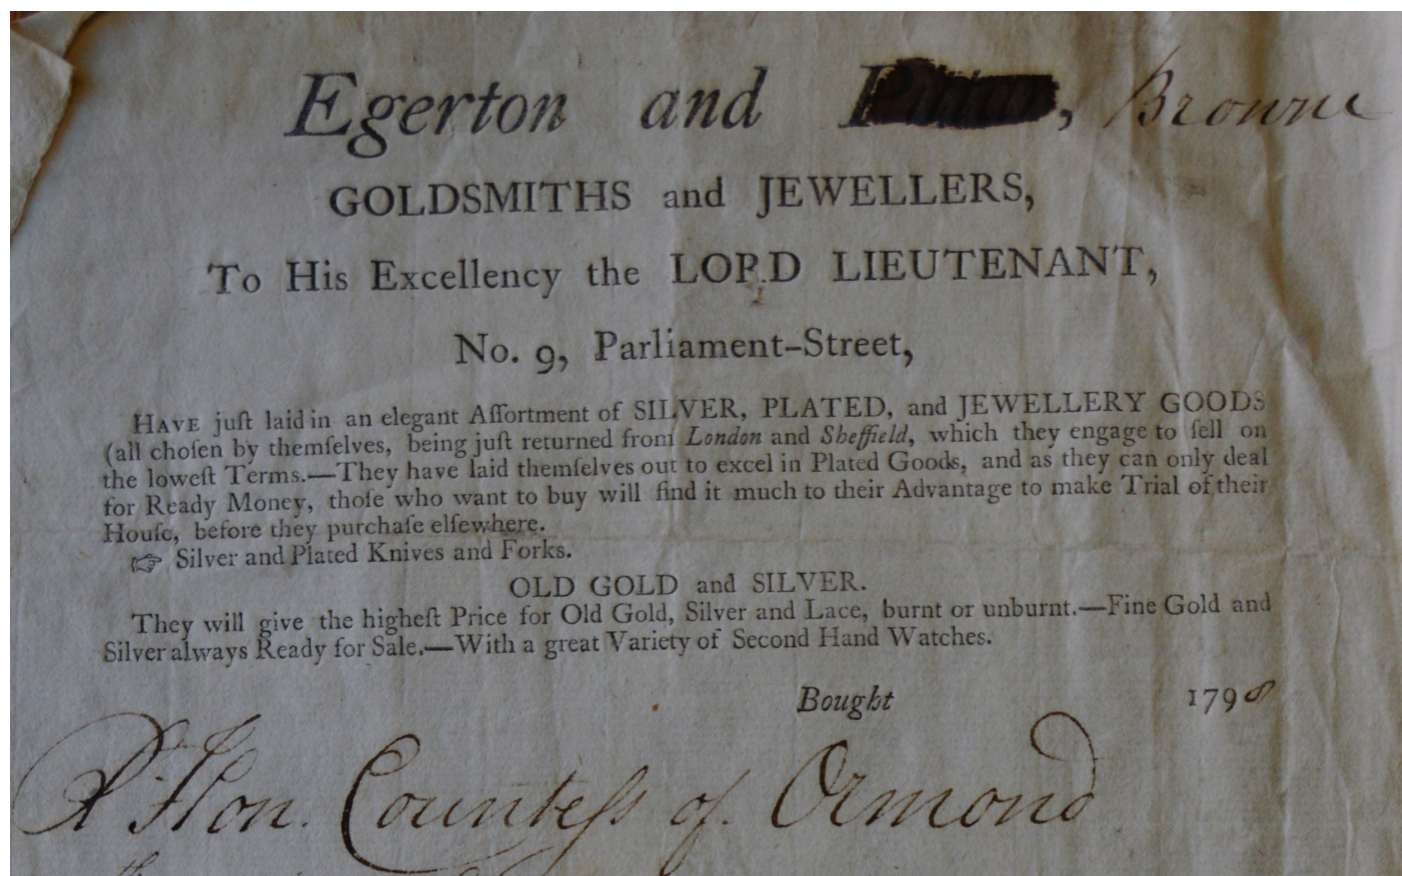 Egerton and , Browne
GOLDSMITHS and JEWELLERS,
To His Excellency the LORD LIEUTENANT,
No. 9, Parliament-Street,
HAVE juſt laid in an elegant Aſſortment of SILVER, PLATED, and JEWELLERY GOODS
(all choſen by themſelves, being juſt returned from London and Sheffield, which they engage to ſell on
the loweſt Terms.—They have laid themſelves out to excel in Plated Goods, and as they can only deal
for Ready Money, thoſe who want to buy will find it much to their Advantage to make Trial of their
Houſe, before they purchaſe elſewhere.
☞ Silver and Plated Knives and Forks.
OLD GOLD and SILVER.
They will give the higheſt Price for Old Gold, Silver and Lace, burnt or unburnt.—Fine Gold and
Silver always Ready for Sale.—With a great Variety of Second Hand Watches.
Bought 1798
Rt Hon. Counteſs of Ormond